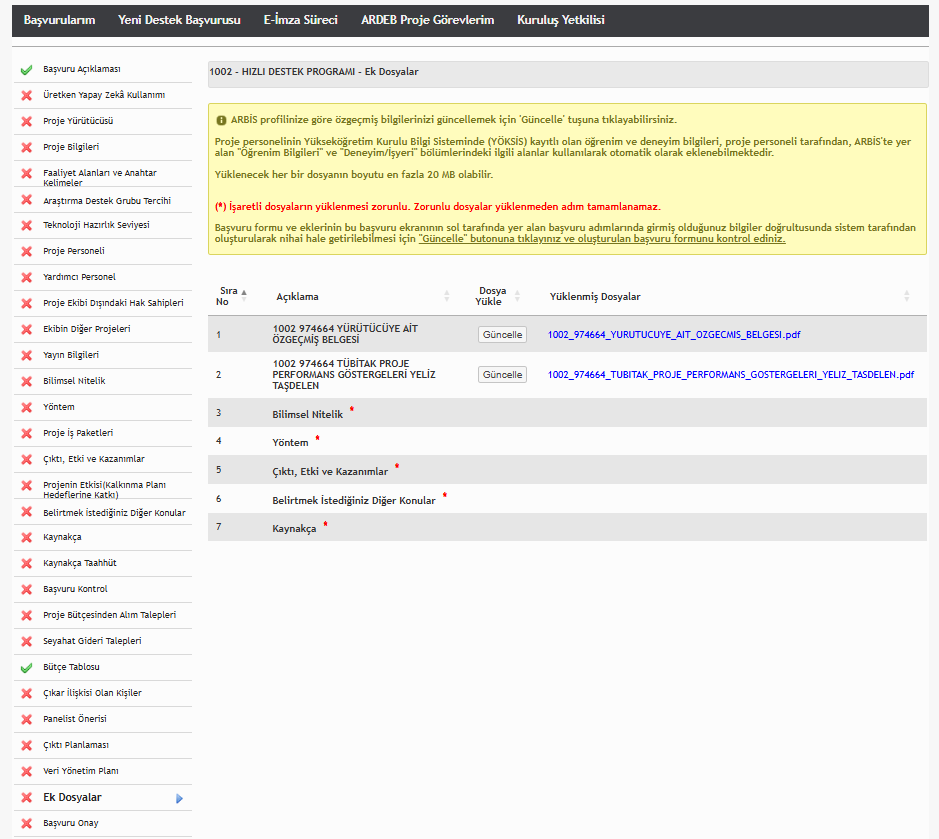 Başvurularım Yeni Destek Başvurusu E-İmza Süreci ARDEB Proje Görevlerim Kuruluş Yetkilisi
Başvuru Açıklaması
Üretken Yapay Zekâ Kullanımı
Proje Yürütücüsü
Proje Bilgileri
Faaliyet Alanları ve Anahtar
Kelimeler
Araştırma Destek Grubu Tercihi
Teknoloji Hazırlık Seviyesi
Proje Personeli
Yardımcı Personel
Proje Ekibi Dışındaki Hak Sahipleri
Ekibin Diğer Projeleri
Yayın Bilgileri
Bilimsel Nitelik
Yöntem
Proje İş Paketleri
Çıktı, Etki ve Kazanımlar
Projenin Etkisi(Kalkınma Planı
Hedeflerine Katkı)
Belirtmek İstediğiniz Diğer Konular
Kaynakça
Kaynakça Taahhüt
Başvuru Kontrol
Proje Bütçesinden Alım Talepleri
Seyahat Gideri Talepleri
Bütçe Tablosu
Çıkar İlişkisi Olan Kişiler
Panelist Önerisi
Çıktı Planlaması
Veri Yönetim Planı
Ek Dosyalar
Başvuru Onay
1002 - HIZLI DESTEK PROGRAMI - Ek Dosyalar
ARBİS profilinize göre özgeçmiş bilgilerinizi güncellemek için 'Güncelle' tuşuna tıklayabilirsiniz.
Proje personelinin Yükseköğretim Kurulu Bilgi Sisteminde (YÖKSİS) kayıtlı olan öğrenim ve deneyim bilgileri, proje personeli tarafından, ARBİS'te yer
alan "Öğrenim Bilgileri" ve "Deneyim/İşyeri" bölümlerindeki ilgili alanlar kullanılarak otomatik olarak eklenebilmektedir.
Yüklenecek her bir dosyanın boyutu en fazla 20 MB olabilir.
(*) İşaretli dosyaların yüklenmesi zorunlu. Zorunlu dosyalar yüklenmeden adım tamamlanamaz.
Başvuru formu ve eklerinin bu başvuru ekranının sol tarafında yer alan başvuru adımlarında girmiş olduğunuz bilgiler doğrultusunda sistem tarafından
oluşturularak nihai hale getirilebilmesi için "Güncelle" butonuna tıklayınız ve oluşturulan başvuru formunu kontrol ediniz.
Sıra No Açıklama Dosya Yükle Yüklenmiş Dosyalar
1 1002 974664 YÜRÜTÜCÜYE AİT
ÖZGEÇMİŞ BELGESİ Güncelle 1002_974664_YURUTUCUYE_AIT_OZGECMIS_BELGESI.pdf
1002 974664 TÜBİTAK PROJE
2 PERFORMANS GÖSTERGELERİ YELİZ Güncelle 1002_974664_TUBITAK_PROJE_PERFORMANS_GOSTERGELERI_YELIZ_TASDELEN.pdf
TAŞDELEN
3 Bilimsel Nitelik *
4 Yöntem *
5 Çıktı, Etki ve Kazanımlar *
6 Belirtmek İstediğiniz Diğer Konular *
7 Kaynakça *